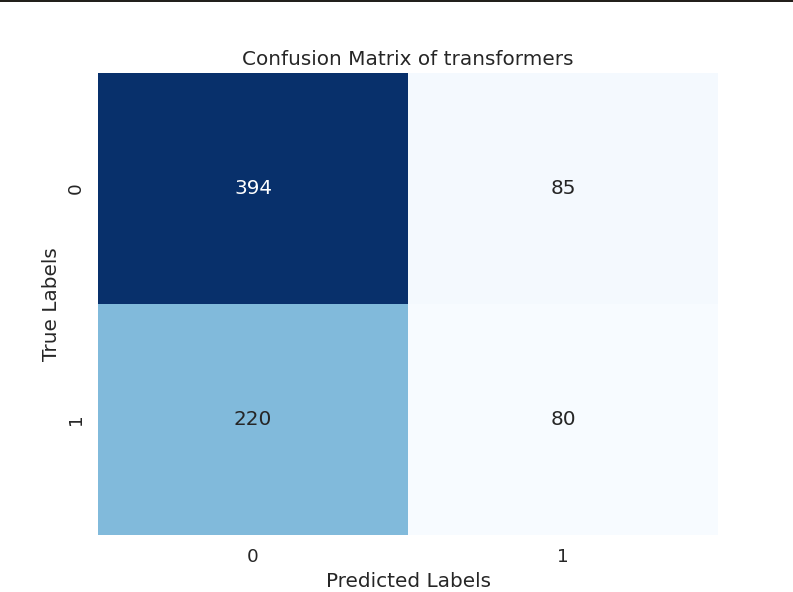 Confusion Matrix of transformers
True Labels
0
394
85
1
220
80
0
1
Predicted Labels